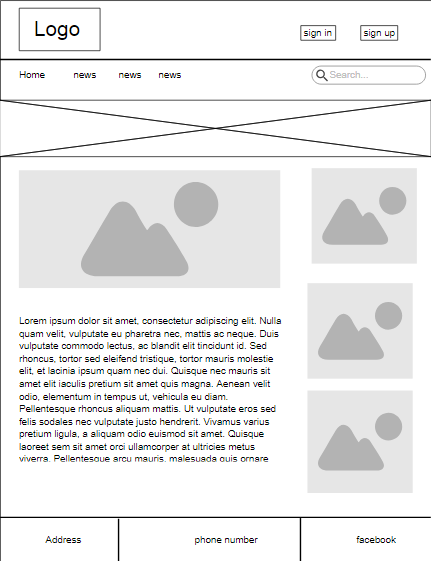 Logo
sign in
sign up
Home
news
news
news
Search...
Lorem ipsum dolor sit amet, consectetur adipiscing elit. Nulla
quam velit, vulputate eu pharetra nec, mattis ac neque. Duis
vulputate commodo lectus, ac blandit elit tincidunt id. Sed
rhoncus, tortor sed eleifend tristique, tortor mauris molestie
elit, et lacinia ipsum quam nec dui. Quisque nec mauris sit
amet elit iaculis pretium sit amet quis magna. Aenean velit
odio, elementum in tempus ut, vehicula eu diam.
Pellentesque rhoncus aliquam mattis. Ut vulputate eros sed
felis sodales nec vulputate justo hendrerit. Vivamus varius
pretium ligula, a aliquam odio euismod sit amet. Quisque
laoreet sem sit amet orci ullamcorper at ultricies metus
viverra. Pellentesque arcu mauris, malesuada quis ornare
Address
phone number
facebook